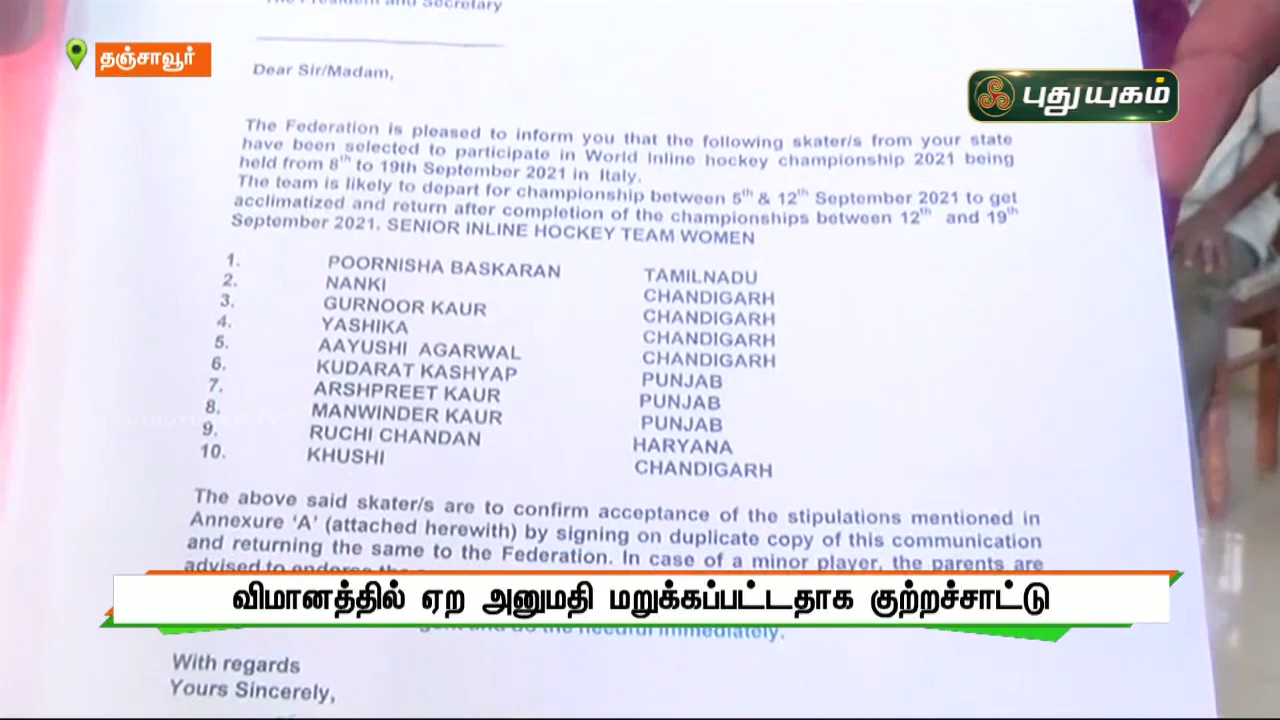 The President and Secretary
தஞ்சாவூர்
Dear Sir/Madam,
புதுயுகம்
The Federation is pleased to inform you that the following skater/s from your state
have been selected to participate in World Inline hockey championship 2021 being
held from 8th to 19th September 2021 in Italy.
The team is likely to depart for championship between 5th & 12th September 2021 to get
acclimatized and return after completion of the championships between 12th and 19th
September 2021. SENIOR INLINE HOCKEY TEAM WOMEN
1. POORNISHA BASKARAN TAMILNADU
2. NANKI CHANDIGARH
3. GURNOOR KAUR CHANDIGARH
4. YASHIKA CHANDIGARH
5. AAYUSHI AGARWAL CHANDIGARH
6. KUDARAT KASHYAP PUNJAB
7. ARSHPREET KAUR PUNJAB
8. MANWINDER KAUR PUNJAB
9. RUCHI CHANDAN HARYANA
10. KHUSHI CHANDIGARH
The above said skater/s are to confirm acceptance of the stipulations mentioned in
Annexure 'A' (attached herewith) by signing on duplicate copy of this communication
and returning the same to the Federation. In case of a minor player, the parents are
advised to
விமானத்தில் ஏற அனுமதி மறுக்கப்பட்டதாக குற்றச்சாட்டு
and do the needful immediately.
With regards
Yours Sincerely,